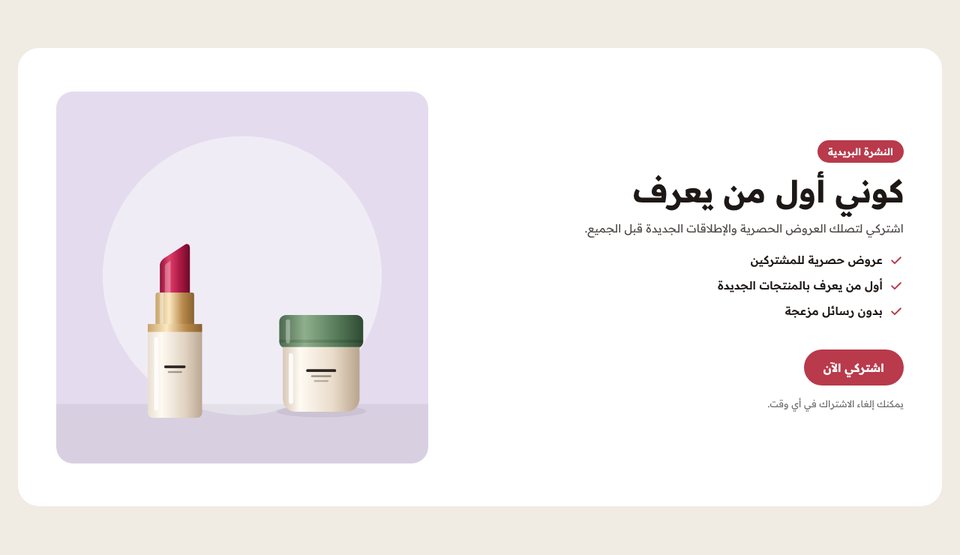 النشرة البريدية
كوني أول من يعرف
اشتركي لتصلك العروض الحصرية والإطلاقات الجديدة قبل الجميع.
عروض حصرية للمشتركين
أول من يعرف بالمنتجات الجديدة
بدون رسائل مزعجة
اشتركي الآن
يمكنك إلغاء الاشتراك في أي وقت.